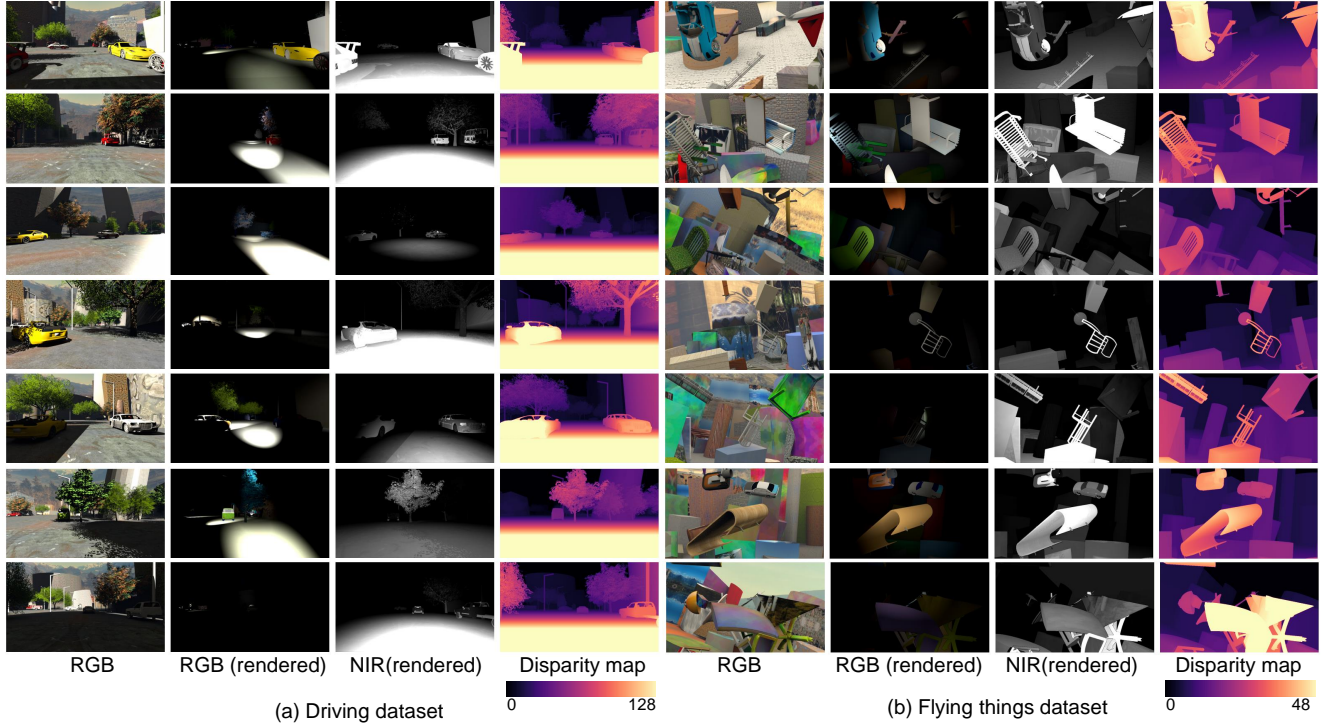 RGB RGB (rendered) NIR(rendered) Disparity map RGB RGB (rendered) NIR(rendered) Disparity map
0 128 0 48
(a) Driving dataset (b) Flying things dataset